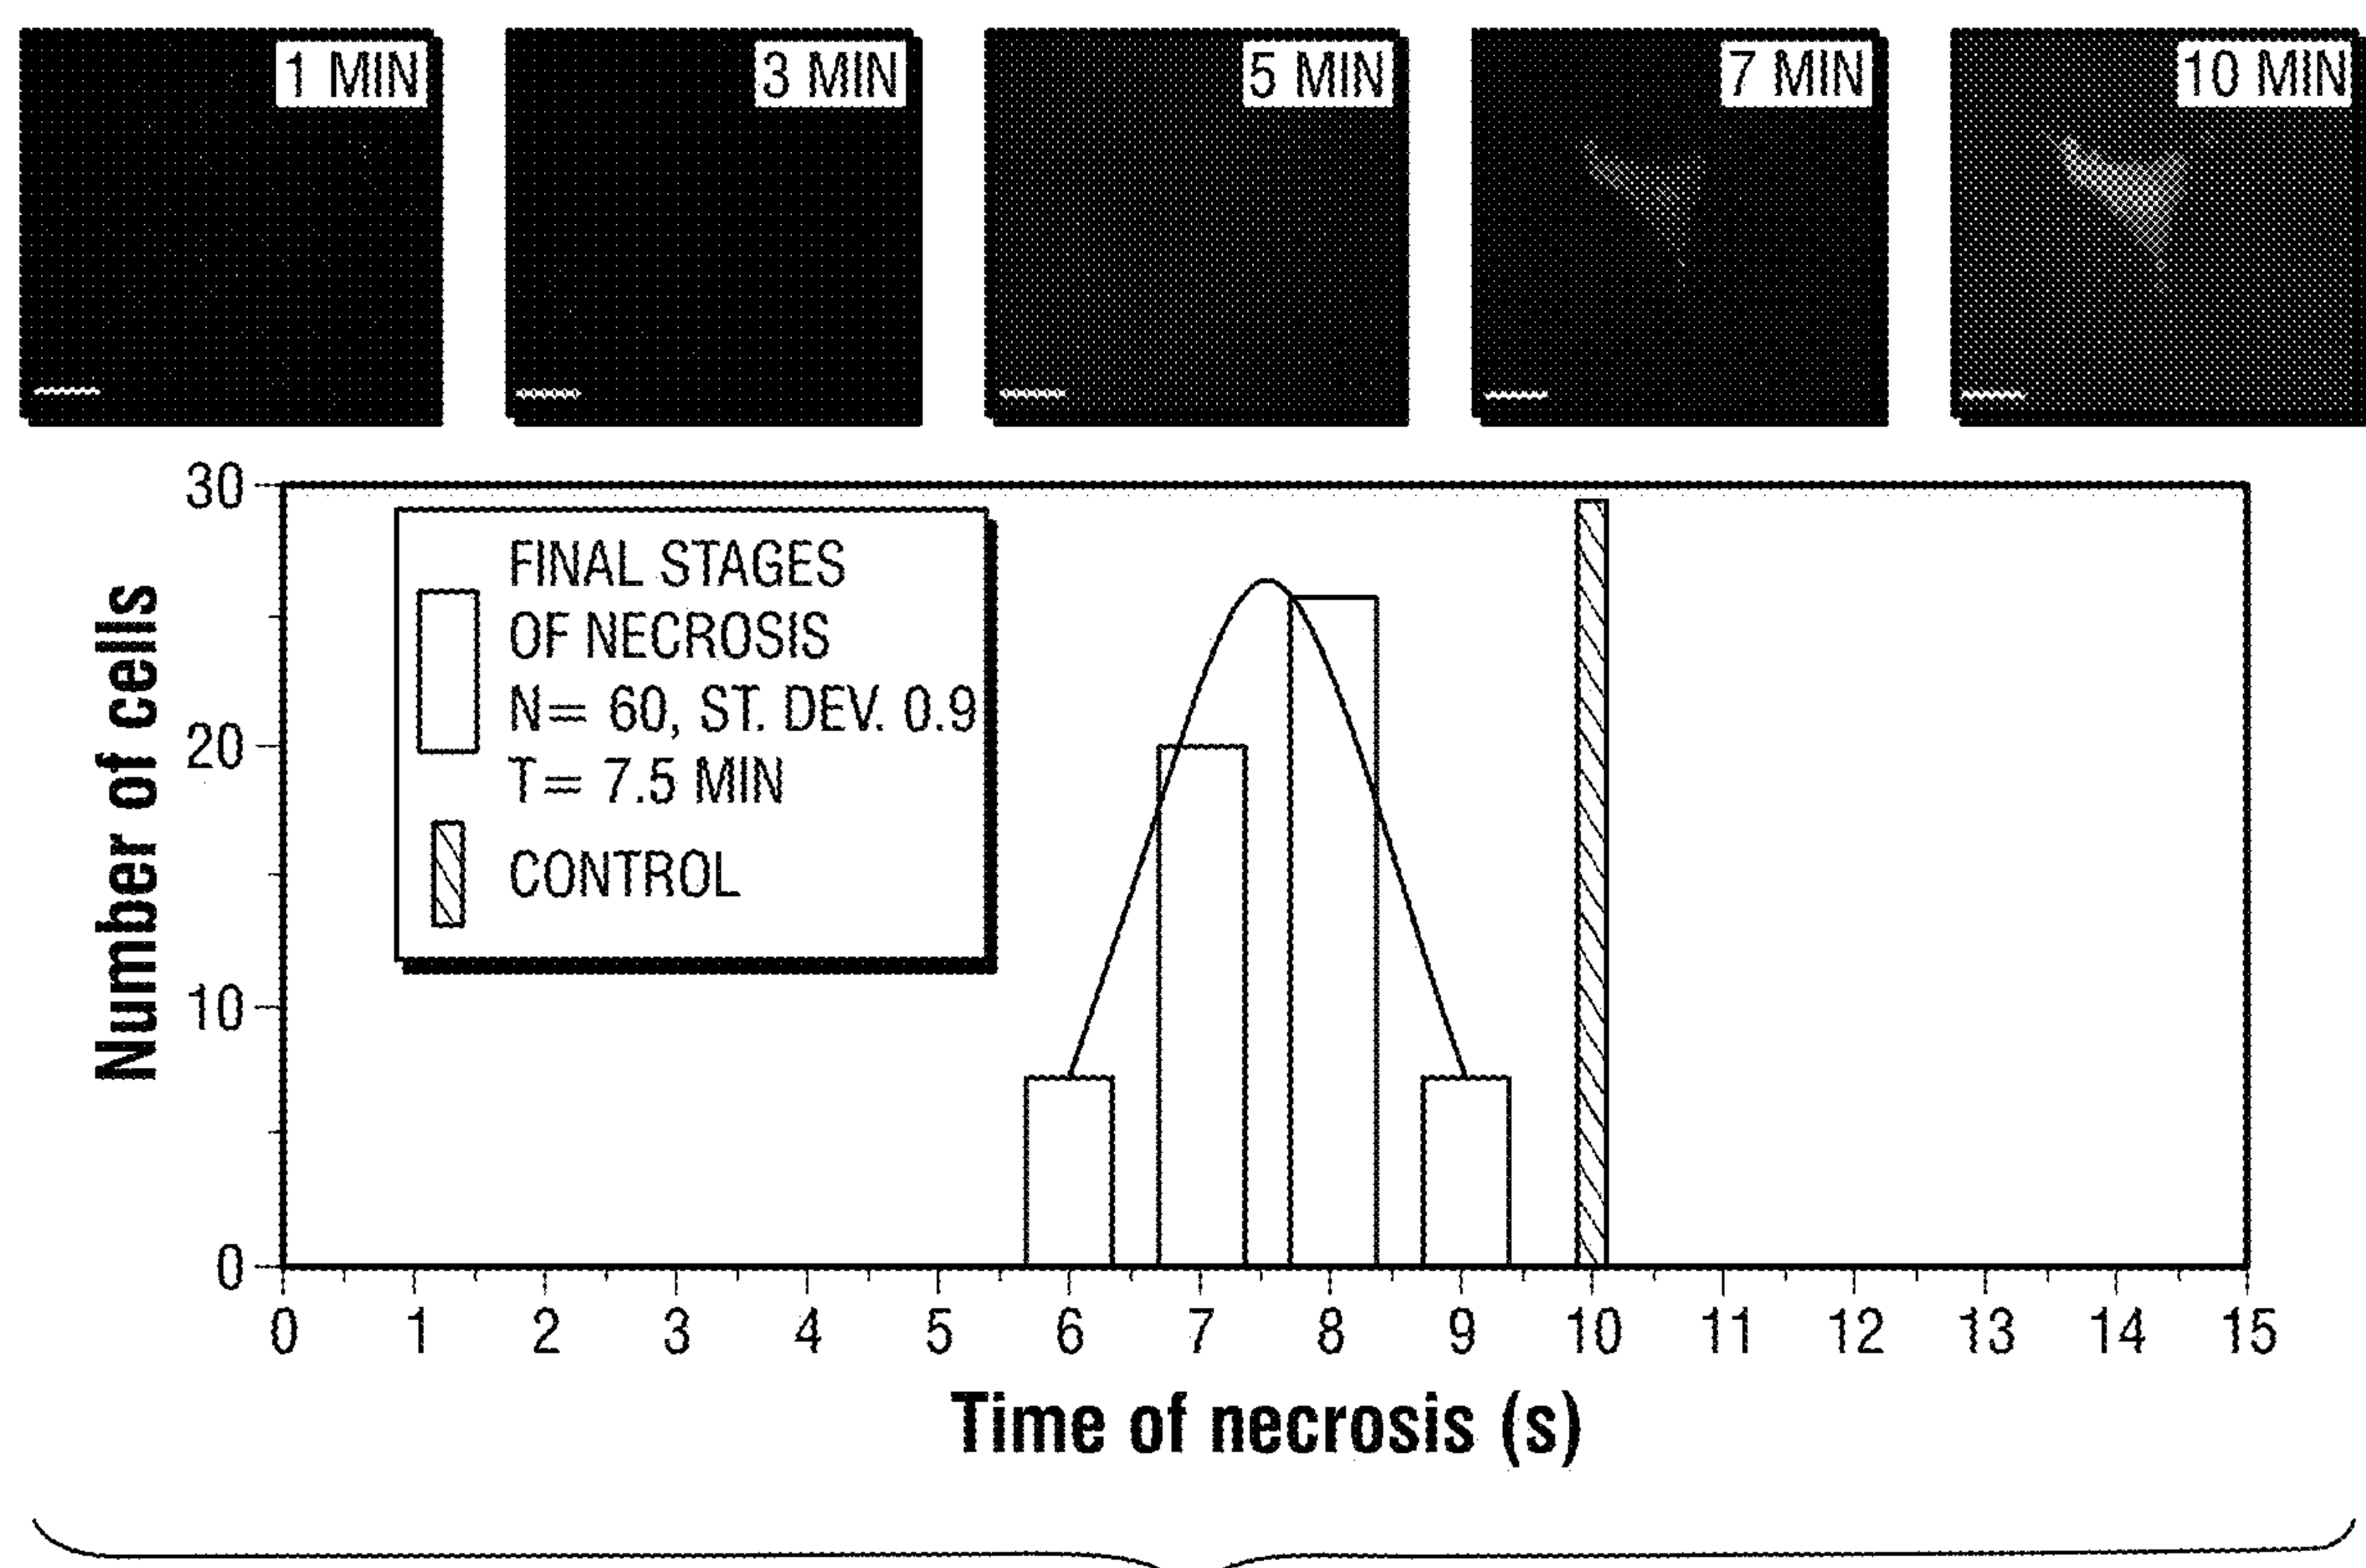 1 MIN
3 MIN
5 MIN
7 MIN
10 MIN
30
20
10
0
Number of cells
FINAL STAGES
OF NECROSIS
N= 60, ST. DEV. 0.9
T= 7.5 MIN
CONTROL
0 1 2 3 4 5 6 7 8 9 10 11 12 13 14 15
Time of necrosis (s)